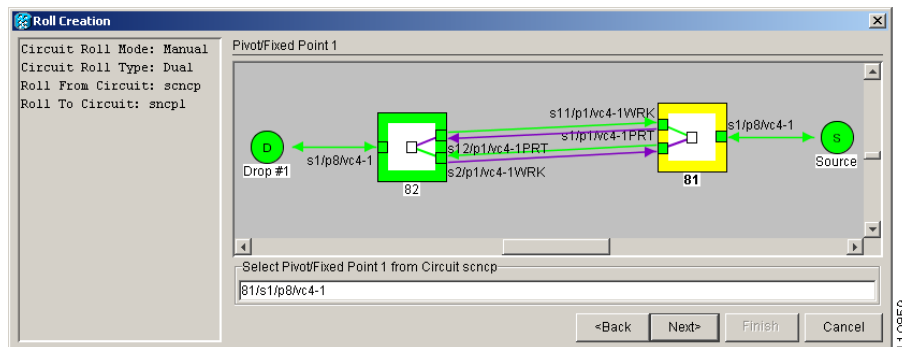 Roll Creation
Circuit Roll Mode: Manual
Circuit Roll Type: Dual
Roll From Circuit: scncp
Roll To Circuit: sncpl
Pivot/Fixed Point 1
s11/p1/vc4-1WRK
s1/p1/vc4-1PRT
s1/p8/vc4-1
D
s12/p1/vc4-1PRT
s1/p8/vc4-1
S
Drop #1
Source
s2/p1/vc4-1WRK
82
81
Select Pivot/Fixed Point 1 from Circuit scncp
81/s1/p8/vc4-1
<Back
Next>
Finish
Cancel